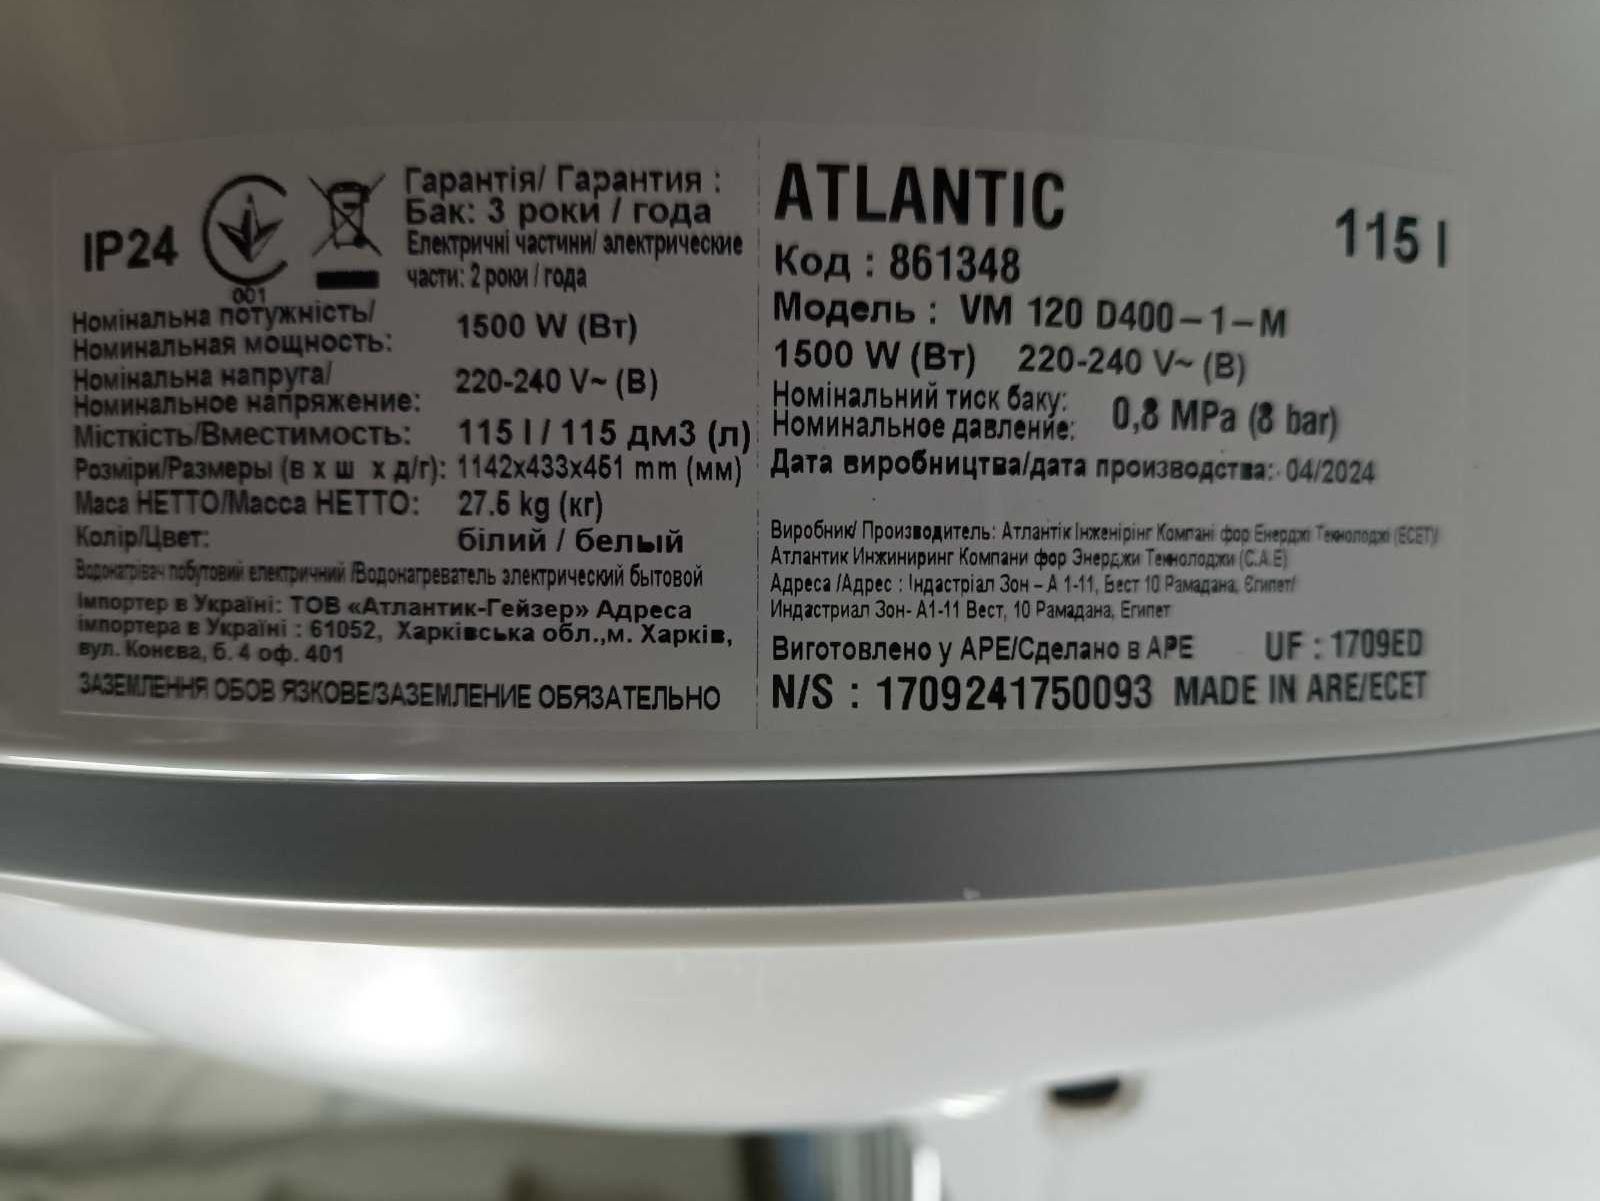 IP24
001
Гарантія/ Гарантия :
Бак: 3 роки / года
Електричні частини/ электрические
части: 2 роки / года
Номінальна потужність/
Номинальная мощность: 1500 W (Вт)
Номінальна напруга/
Номинальное напряжение: 220-240 V~ (В)
Місткість/Вместимость: 115 l / 115 дм3 (л)
Розміри/Размеры (в х ш х д/г): 1142x433x451 mm (мм)
Маса НЕТТО/Масса НЕТТО: 27.5 kg (кг)
Колір/Цвет: білий / белый
Водонагрівач побутовий електричний /Водонагреватель электрический бытовой
Імпортер в Україні: ТОВ «Атлантик-Гейзер» Адреса
імпортера в Україні : 61052, Харківська обл.,м. Харків,
вул. Конєва, б. 4 оф. 401
ЗАЗЕМЛЕННЯ ОБОВ ЯЗКОВЕ/ЗАЗЕМЛЕНИЕ ОБЯЗАТЕЛЬНО
ATLANTIC
115 l
Код : 861348
Модель : VM 120 D400-1-M
1500 W (Вт) 220-240 V~ (В)
Номінальний тиск баку:
Номинальное давление: 0,8 MPa (8 bar)
Дата виробництва/дата производства: 04/2024
Виробник/ Производитель: Атлантік Інженірінг Компані фор Енерджі Текнолоджі (ECET)/
Атлантик Инжиниринг Компани фор Энерджи Текнолоджи (С.А.Е)
Адреса /Адрес : Індастріал Зон – А 1-11, Вест 10 Рамадана, Єгипет/
Индастриал Зон- А1-11 Вест, 10 Рамадана, Египет
Виготовлено у АРЕ/Сделано в АРЕ UF : 1709ED
N/S : 1709241750093 MADE IN ARE/ECET